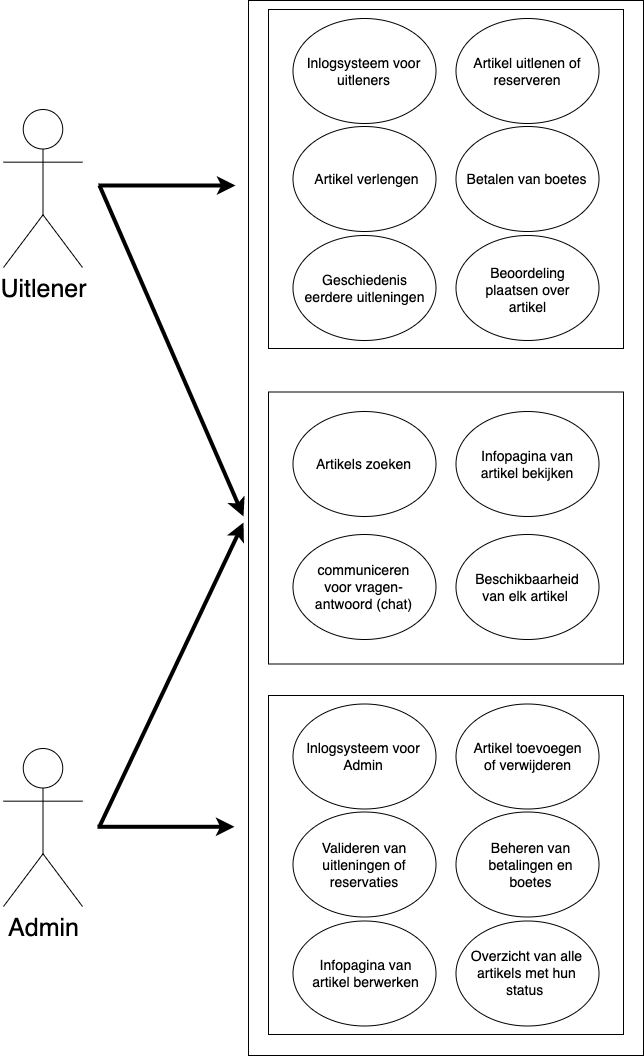 Uitlener
Inlogsysteem voor
uitleners
Artikel uitlenen of
reserveren
Artikel verlengen
Betalen van boetes
Geschiedenis
eerdere uitleningen
Beoordeling
plaatsen over
artikel
Artikels zoeken
Infopagina van
artikel bekijken
communiceren
voor vragen-
antwoord (chat)
Beschikbaarheid
van elk artikel
Admin
Inlogsysteem voor
Admin
Artikel toevoegen
of verwijderen
Valideren van
uitleningen of
reservaties
Beheren van
betalingen en
boetes
Infopagina van
artikel berwerken
Overzicht van alle
artikels met hun
status